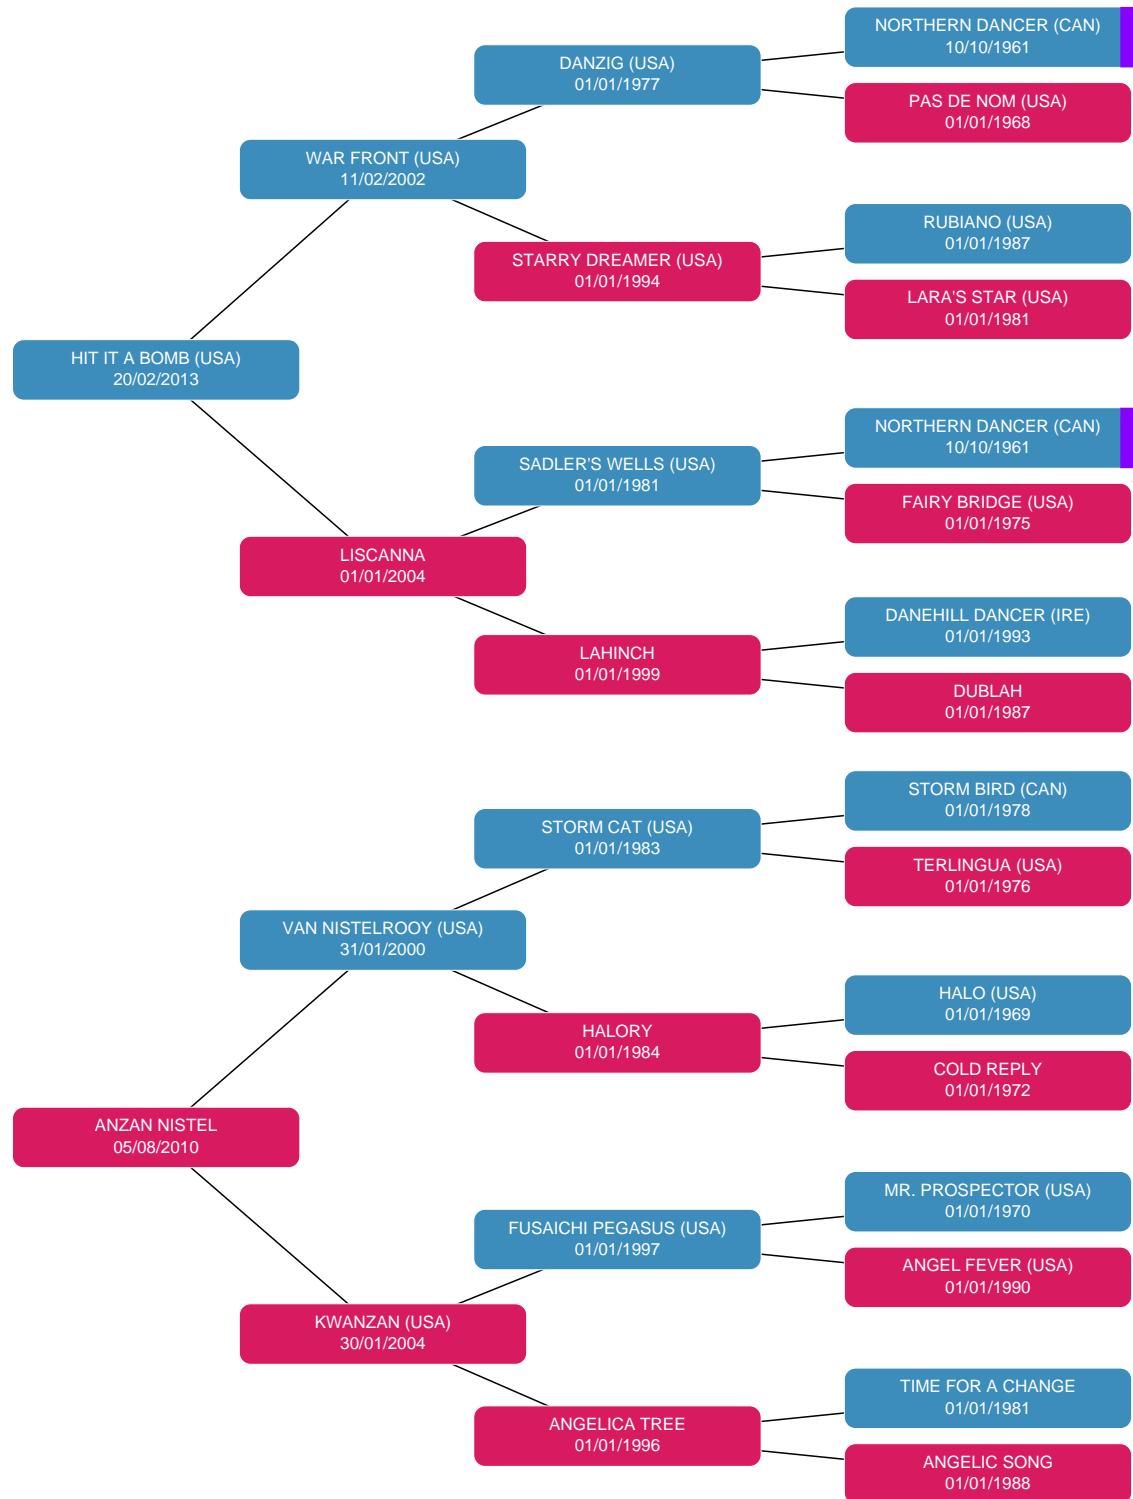 NORTHERN DANCER (CAN)
10/10/1961
DANZIG (USA)
01/01/1977
PAS DE NOM (USA)
01/01/1968
WAR FRONT (USA)
11/02/2002
RUBIANO (USA)
01/01/1987
STARRY DREAMER (USA)
01/01/1994
LARA'S STAR (USA)
01/01/1981
HIT IT A BOMB (USA)
20/02/2013
NORTHERN DANCER (CAN)
10/10/1961
SADLER'S WELLS (USA)
01/01/1981
FAIRY BRIDGE (USA)
01/01/1975
LISCANNA
01/01/2004
DANEHILL DANCER (IRE)
01/01/1993
LAHINCH
01/01/1999
DUBLAH
01/01/1987
STORM BIRD (CAN)
01/01/1978
STORM CAT (USA)
01/01/1983
TERLINGUA (USA)
01/01/1976
VAN NISTELROOY (USA)
31/01/2000
HALO (USA)
01/01/1969
HALORY
01/01/1984
COLD REPLY
01/01/1972
ANZAN NISTEL
05/08/2010
MR. PROSPECTOR (USA)
01/01/1970
FUSAICHI PEGASUS (USA)
01/01/1997
ANGEL FEVER (USA)
01/01/1990
KWANZAN (USA)
30/01/2004
TIME FOR A CHANGE
01/01/1981
ANGELICA TREE
01/01/1996
ANGELIC SONG
01/01/1988